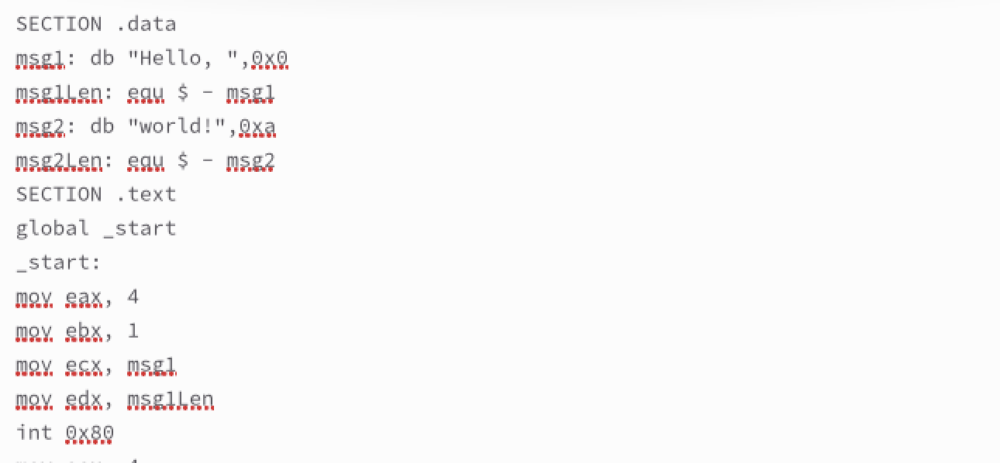 SECTION .data
msg1: db "Hello, ",0x0
msg1Len: equ $ - msg1
msg2: db "world!",0xa
msg2Len: equ $ - msg2
SECTION .text
global _start
_start:
mov eax, 4
mov ebx, 1
mov ecx, msg1
mov edx, msg1Len
int 0x80